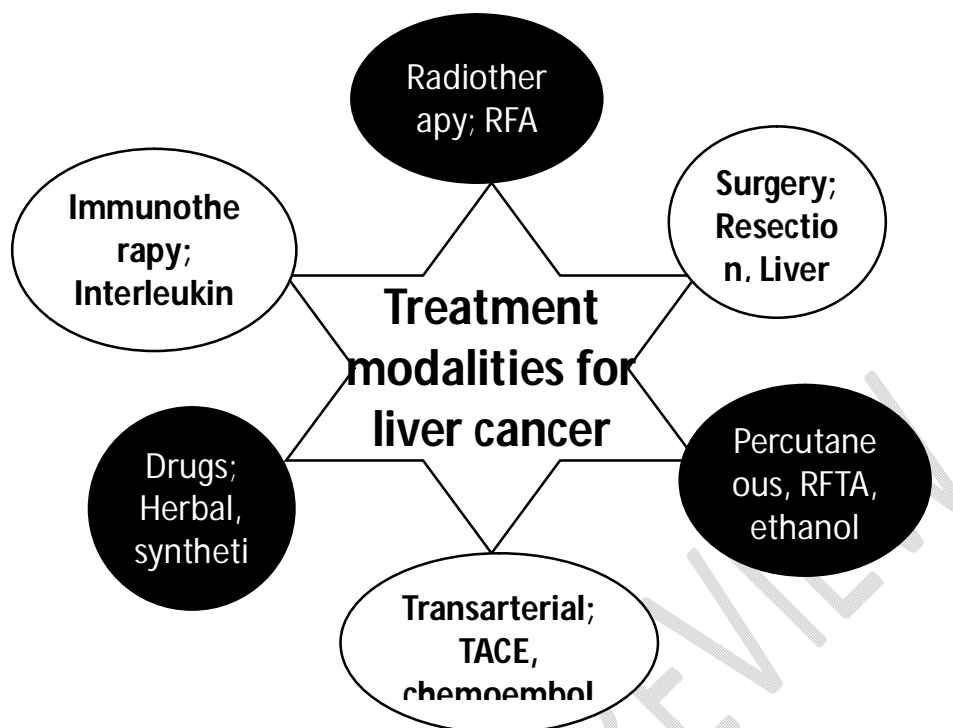 Radiother
apy; RFA
Immunothe
rapy;
Interleukin
Surgery;
Resectio
n, Liver
Treatment
modalities for
liver cancer
Drugs;
Herbal,
syntheti
Percutane
ous, RFTA,
ethanol
Transarterial;
TACE,
chemoembol
REVIEW